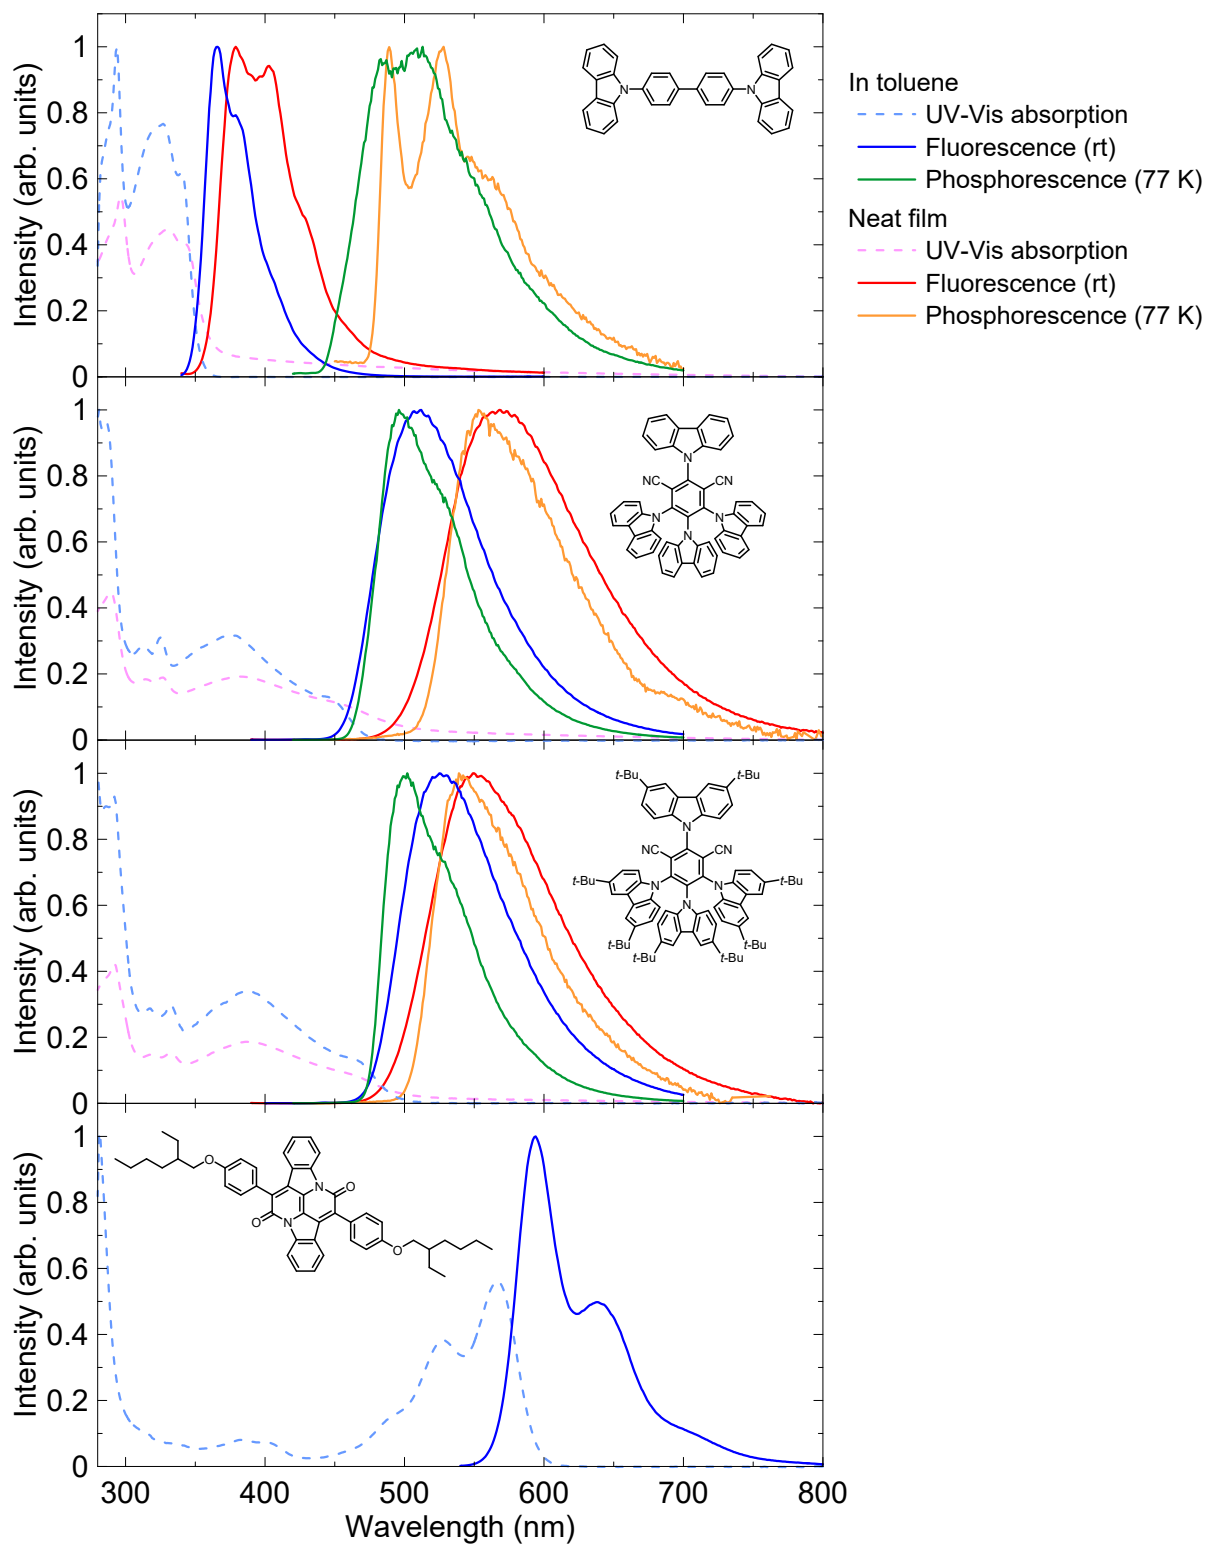 Intensity (arb. units)
1
0.8
0.6
0.4
0.2
0
N
N
In toluene
UV-Vis absorption
Fluorescence (rt)
Phosphorescence (77 K)
Neat film
UV-Vis absorption
Fluorescence (rt)
Phosphorescence (77 K)
Intensity (arb. units)
1
0.8
0.6
0.4
0.2
0
N
NC CN
N N
N
Intensity (arb. units)
1
0.8
0.6
0.4
0.2
0
t-Bu t-Bu
N
NC CN
t-Bu N N t-Bu
N
t-Bu t-Bu t-Bu t-Bu
Intensity (arb. units)
1
0.8
0.6
0.4
0.2
0
O
N O
O N
O
300 400 500 600 700 800
Wavelength (nm)